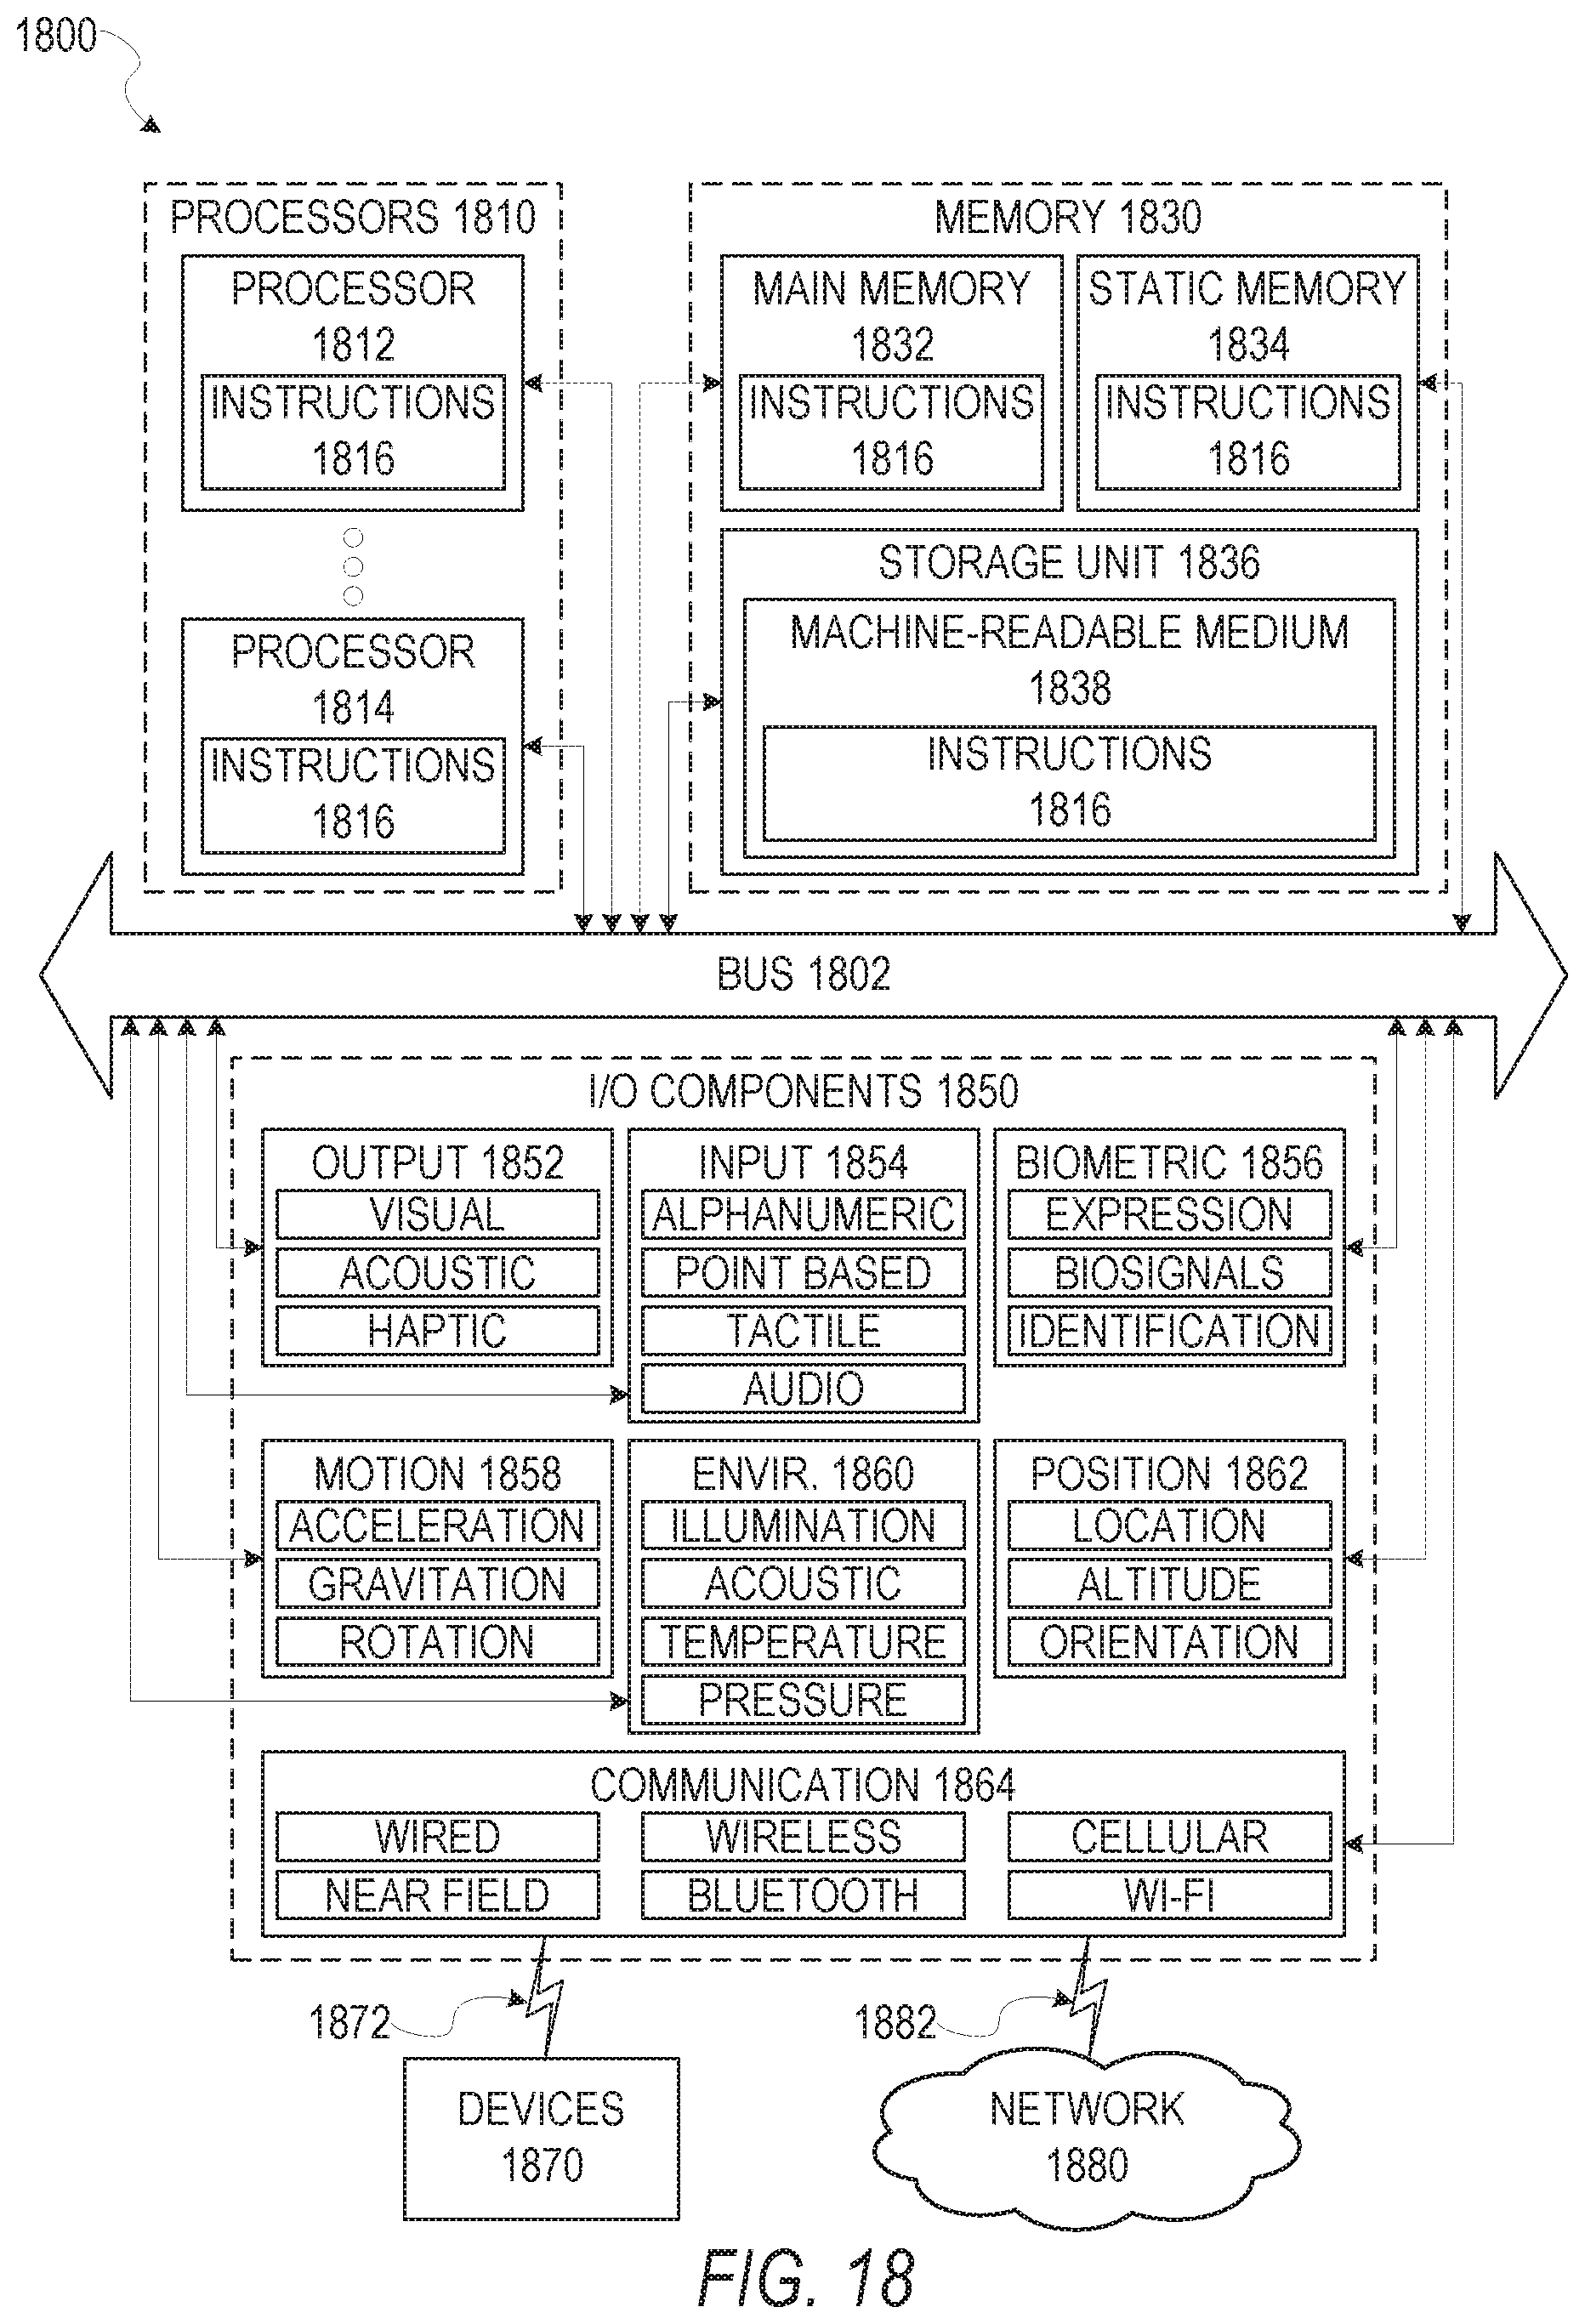 1800
PROCESSORS 1810
PROCESSOR
1812
INSTRUCTIONS
1816
PROCESSOR
1814
INSTRUCTIONS
1816
MEMORY 1830
MAIN MEMORY
1832
INSTRUCTIONS
1816
STATIC MEMORY
1834
INSTRUCTIONS
1816
STORAGE UNIT 1836
MACHINE-READABLE MEDIUM
1838
INSTRUCTIONS
1816
BUS 1802
I/O COMPONENTS 1850
OUTPUT 1852
VISUAL
ACOUSTIC
HAPTIC
INPUT 1854
ALPHANUMERIC
POINT BASED
TACTILE
AUDIO
BIOMETRIC 1856
EXPRESSION
BIOSIGNALS
IDENTIFICATION
MOTION 1858
ACCELERATION
GRAVITATION
ROTATION
ENVIR. 1860
ILLUMINATION
ACOUSTIC
TEMPERATURE
PRESSURE
POSITION 1862
LOCATION
ALTITUDE
ORIENTATION
COMMUNICATION 1864
WIRED
WIRELESS
CELLULAR
NEAR FIELD
BLUETOOTH
WI-FI
1872
1882
DEVICES
1870
NETWORK
1880
FIG. 18